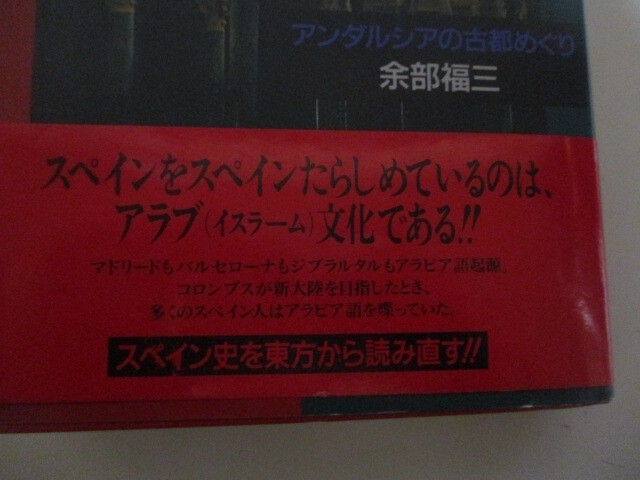 アンダルシアの古都めぐり
余部福三
スペインをスペインたらしめているのは、
アラブ(イスラーム)文化である!!
マドリードもバルセローナもジブラルタルもアラビア語起源。
コロンブスが新大陸を目指したとき、
多くのスペイン人はアラビア語を喋っていた。
スペイン史を東方から読み直す!!